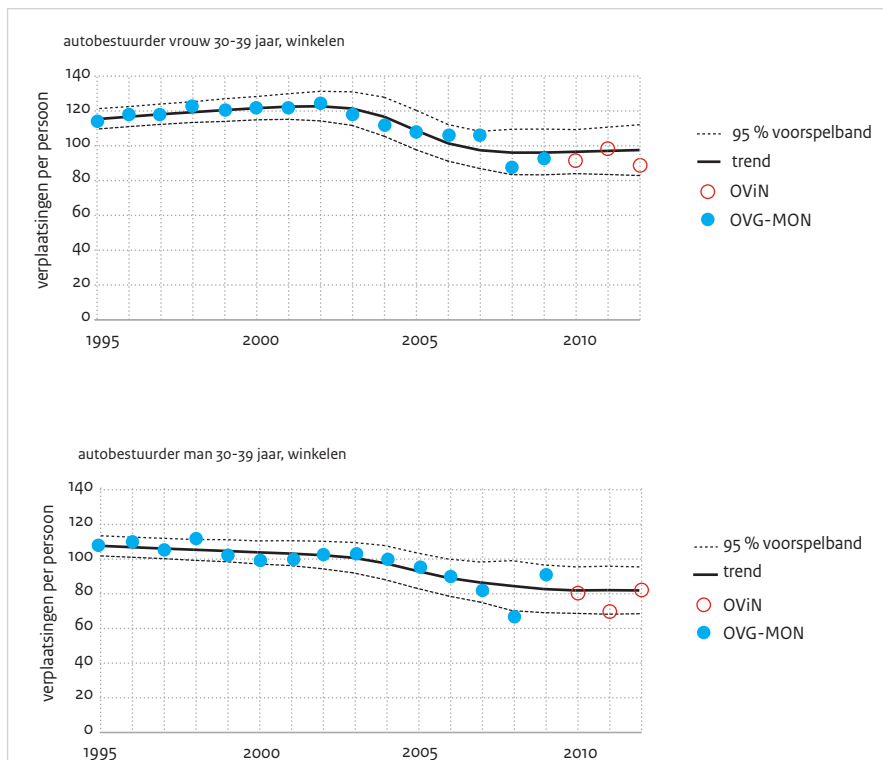 autobestuurder vrouw 30-39 jaar, winkelen
verplaatsingen per persoon
140
120
100
80
60
40
20
0
1995 2000 2005 2010
95 % voorspelband
trend
OViN
OVG-MON
autobestuurder man 30-39 jaar, winkelen
verplaatsingen per persoon
140
120
100
80
60
40
20
0
1995 2000 2005 2010
95 % voorspelband
trend
OViN
OVG-MON